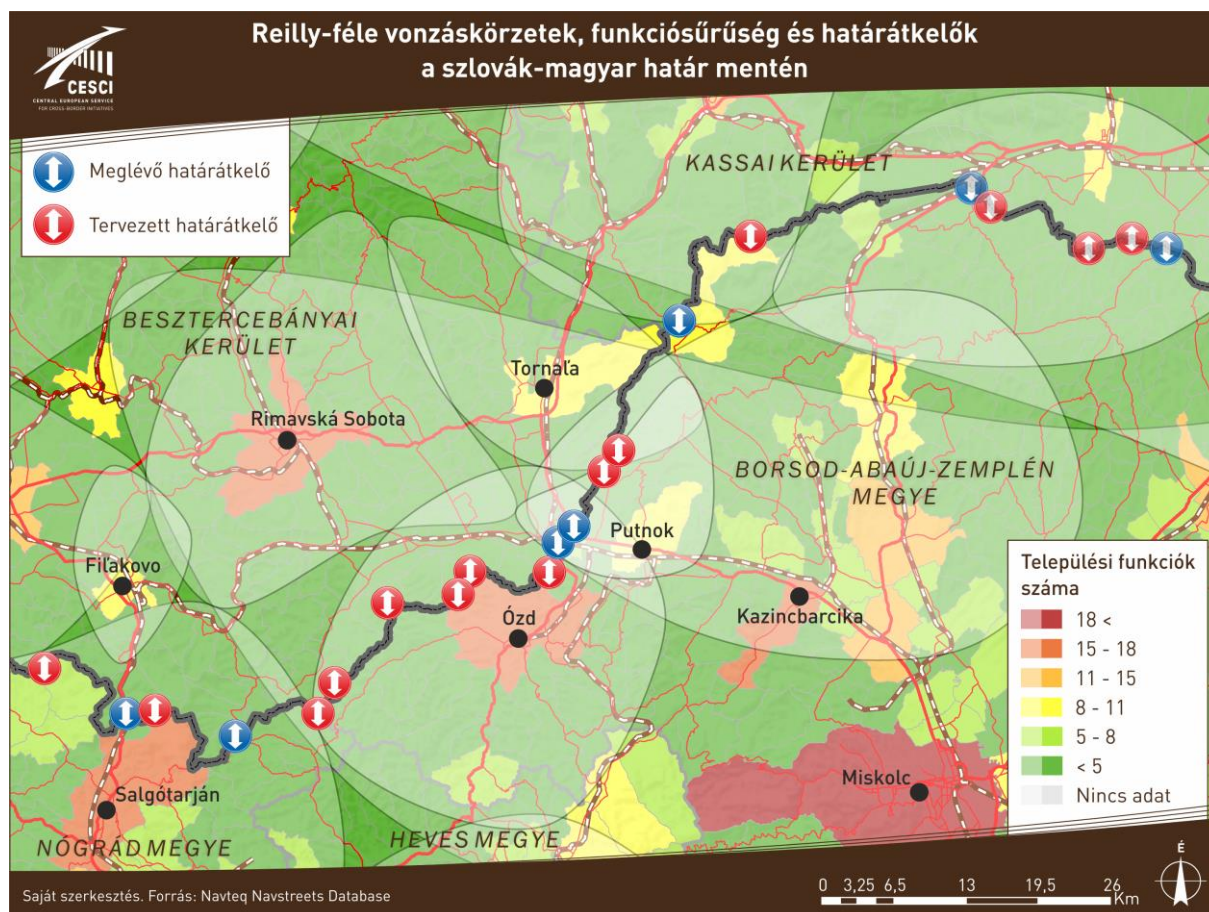 Reilly-féle vonzáskörzetek, funkciósűrűség és határátkelők
a szlovák-magyar határ mentén
CESCI
CENTRAL EUROPEAN SERVICE
FOR CROSS-BORDER INITIATIVES
Meglévő határátkelő
Tervezett határátkelő
KASSAI KERÜLET
BESZTERCEBÁNYAI
KERÜLET
Tornaľa
Rimavská Sobota
BORSOD-ABAÚJ-ZEMPLÉN
MEGYE
Putnok
Fiľakovo
Kazincbarcika
Ózd
Települési funkciók
száma
18 <
15 - 18
11 - 15
8 - 11
5 - 8
< 5
Nincs adat
Miskolc
Salgótarján
NÓGRÁD MEGYE
HEVES MEGYE
É
Saját szerkesztés. Forrás: Navteq Navstreets Database
0 3,25 6,5 13 19,5 26
Km